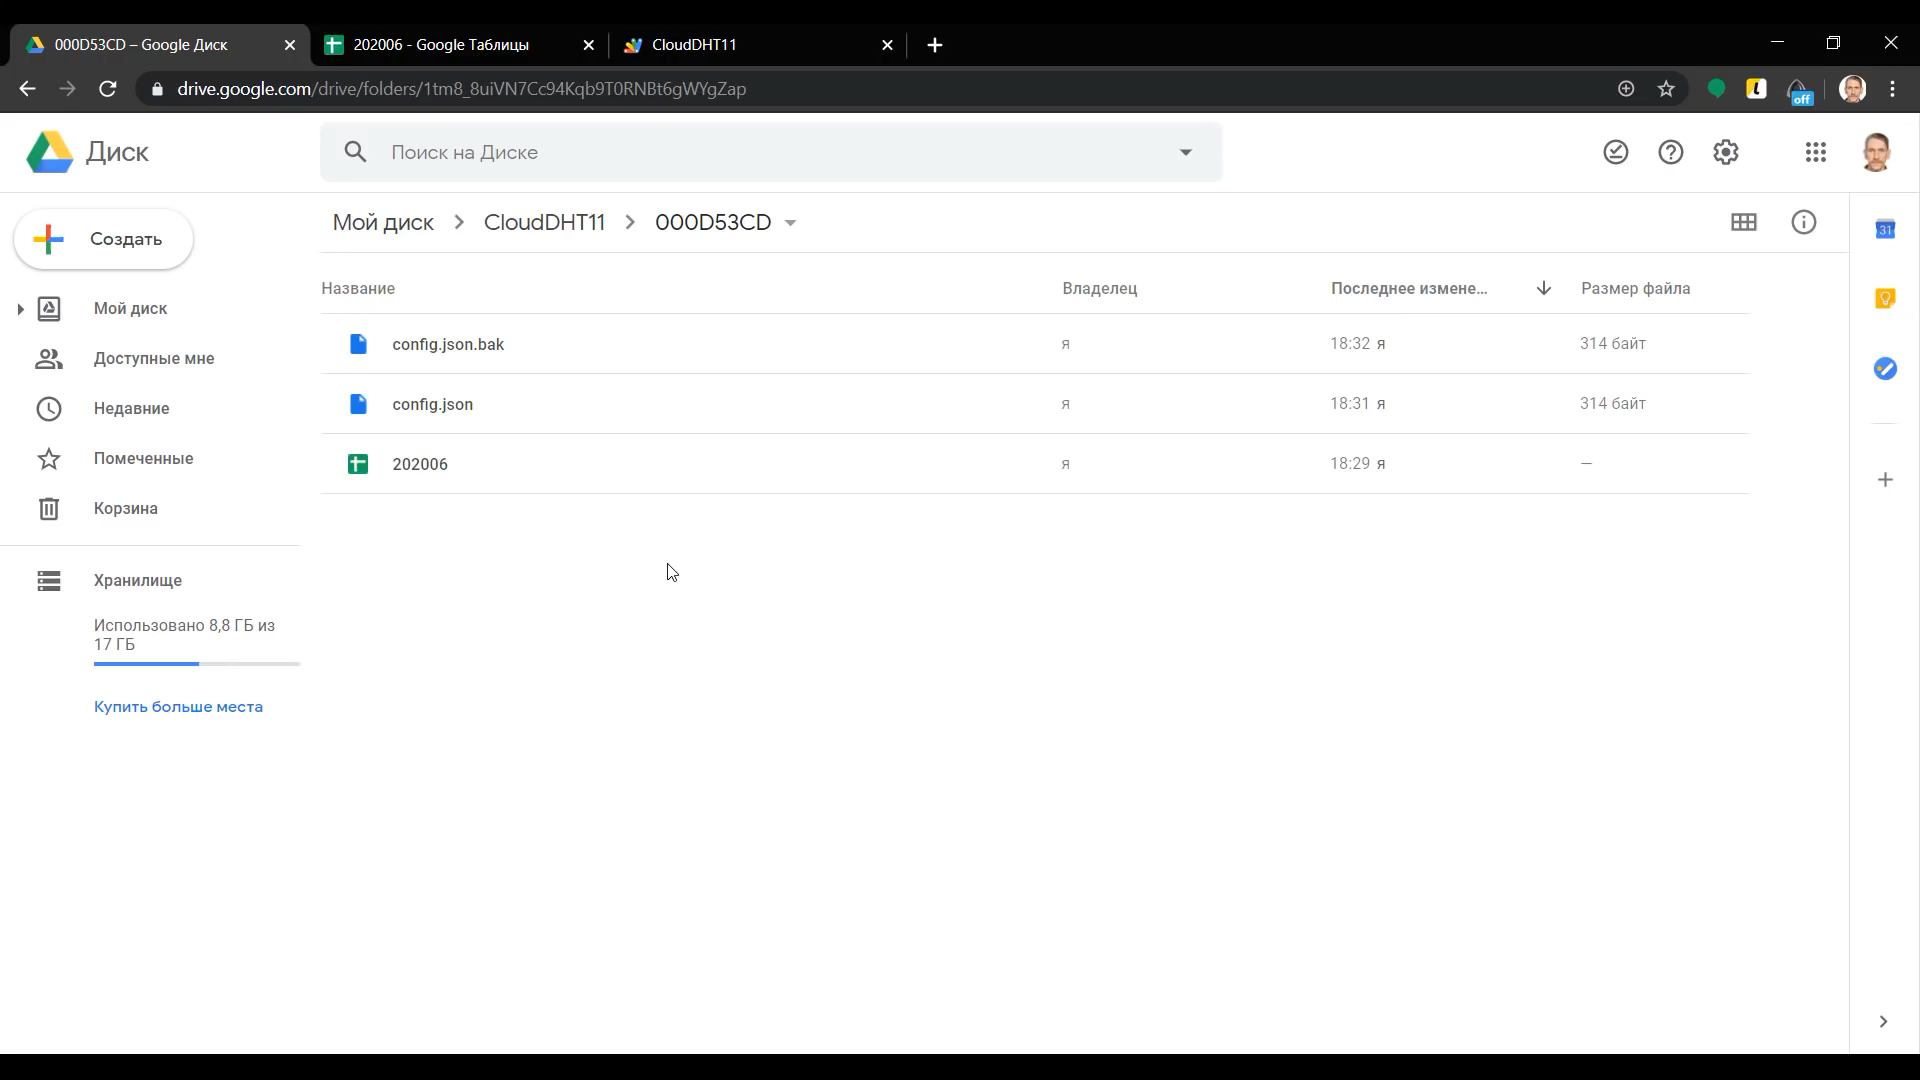 000D53CD – Google Диск
202006 - Google Таблицы
CloudDHT11
drive.google.com/drive/folders/1tm8_8uiVN7Cc94Kqb9T0RNBt6gWYgZap
off
Диск
Поиск на Диске
Создать
Мой диск
Доступные мне
Недавние
Помеченные
Корзина
Хранилище
Использовано 8,8 ГБ из
17 ГБ
Купить больше места
Мой диск > CloudDHT11 > 000D53CD
Название Владелец Последнее измене... Размер файла
config.json.bak я 18:32 я 314 байт
config.json я 18:31 я 314 байт
202006 я 18:29 я —
31